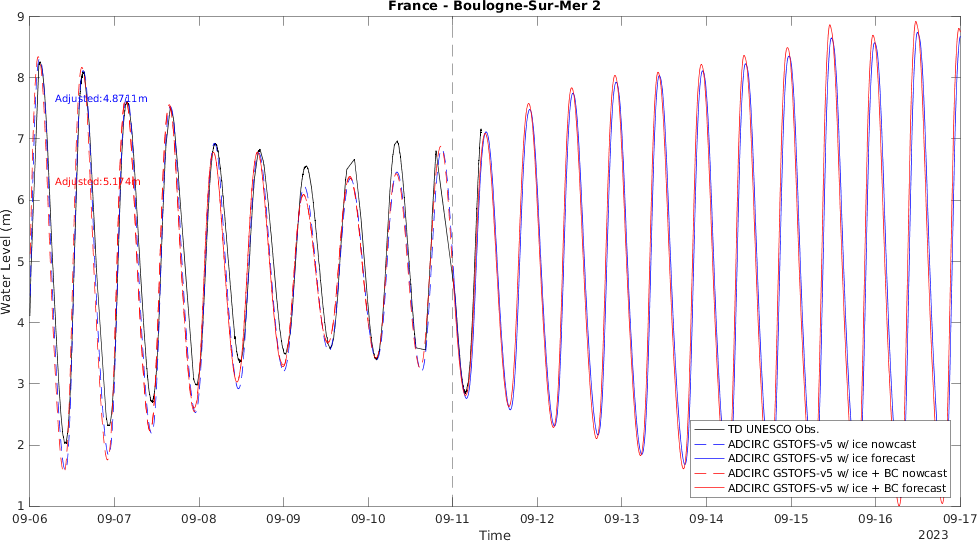 France - Boulogne-Sur-Mer 2
9
8
7
6
5
4
3
2
1
Water Level (m)
Adjusted:4.8711m
Adjusted:5.174m
TD UNESCO Obs.
ADCIRC GSTOFS-v5 w/ ice nowcast
ADCIRC GSTOFS-v5 w/ ice forecast
ADCIRC GSTOFS-v5 w/ ice + BC nowcast
ADCIRC GSTOFS-v5 w/ ice + BC forecast
09-06 09-07 09-08 09-09 09-10 09-11 09-12 09-13 09-14 09-15 09-16 09-17
Time
2023